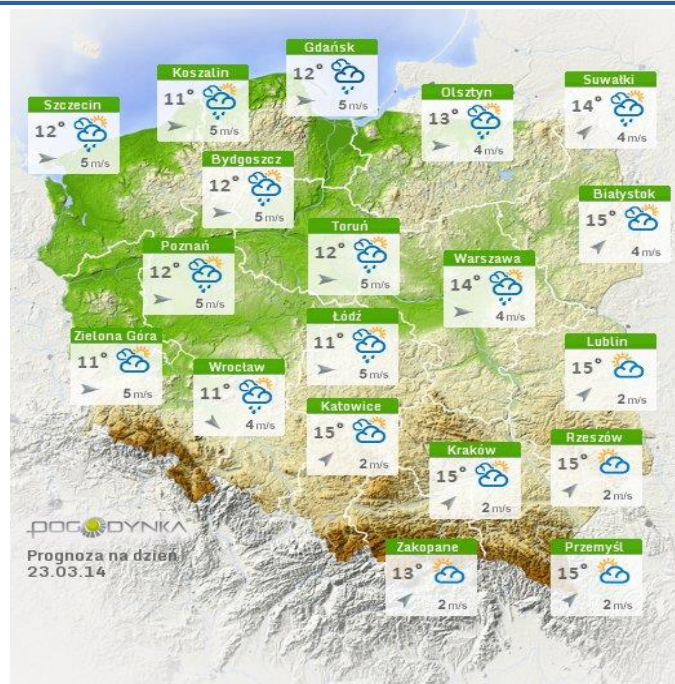 Gdańsk
12°
5 m/s
Koszalin
11°
5 m/s
Szczecin
12°
5 m/s
Olsztyn
13°
4 m/s
Suwałki
14°
4 m/s
Bydgoszcz
12°
5 m/s
Białystok
15°
4 m/s
Toruń
12°
5 m/s
Poznań
12°
5 m/s
Warszawa
14°
4 m/s
Łódź
11°
5 m/s
Zielona Góra
11°
5 m/s
Lublin
15°
2 m/s
Wrocław
11°
4 m/s
Katowice
15°
2 m/s
Rzeszów
15°
2 m/s
Kraków
15°
2 m/s
POGODYNKA
Prognoza na dzień
23.03.14
Zakopane
13°
2 m/s
Przemyśl
15°
2 m/s